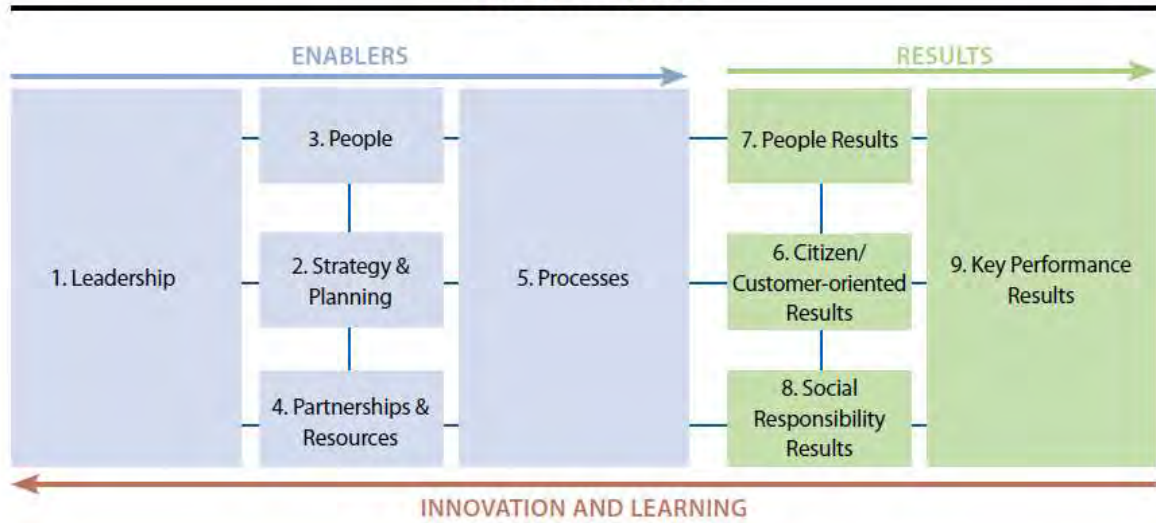 ENABLERS
RESULTS
1. Leadership
3. People
2. Strategy &
Planning
4. Partnerships &
Resources
5. Processes
7. People Results
6. Citizen/
Customer-oriented
Results
8. Social
Responsibility
Results
9. Key Performance
Results
INNOVATION AND LEARNING